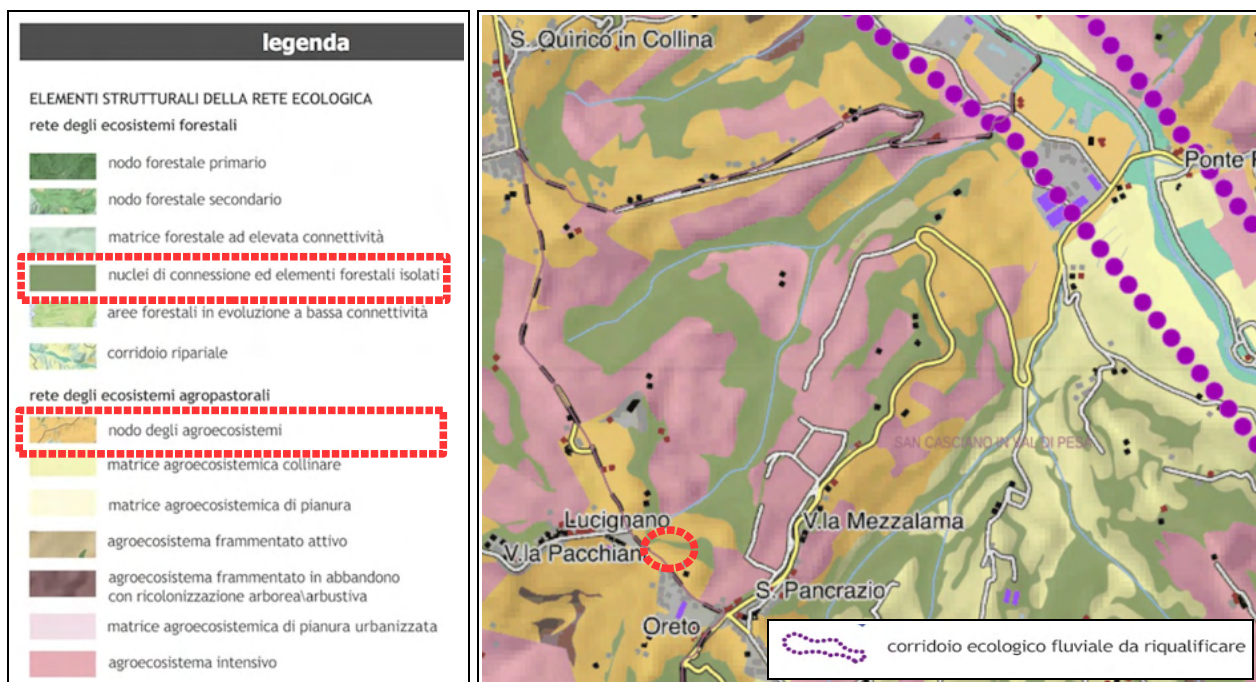 legenda
ELEMENTI STRUTTURALI DELLA RETE ECOLOGICA
rete degli ecosistemi forestali
nodo forestale primario
nodo forestale secondario
matrice forestale ad elevata connettività
nuclei di connessione ed elementi forestali isolati
aree forestali in evoluzione a bassa connettività
corridoio ripariale
rete degli ecosistemi agropastorali
nodo degli agroecosistemi
matrice agroecosistemica collinare
matrice agroecosistemica di pianura
agroecosistema frammentato attivo
agroecosistema frammentato in abbandono
con ricolonizzazione arborea\arbustiva
matrice agroecosistemica di pianura urbanizzata
agroecosistema intensivo
S. Quirico in Collina
Ponte
SAN CASCIANO IN VAL DI PESA
Lucignano
V.la Mezzalama
V.la Pacchiani
S. Pancrazio
Oreto
corridoio ecologico fluviale da riqualificare